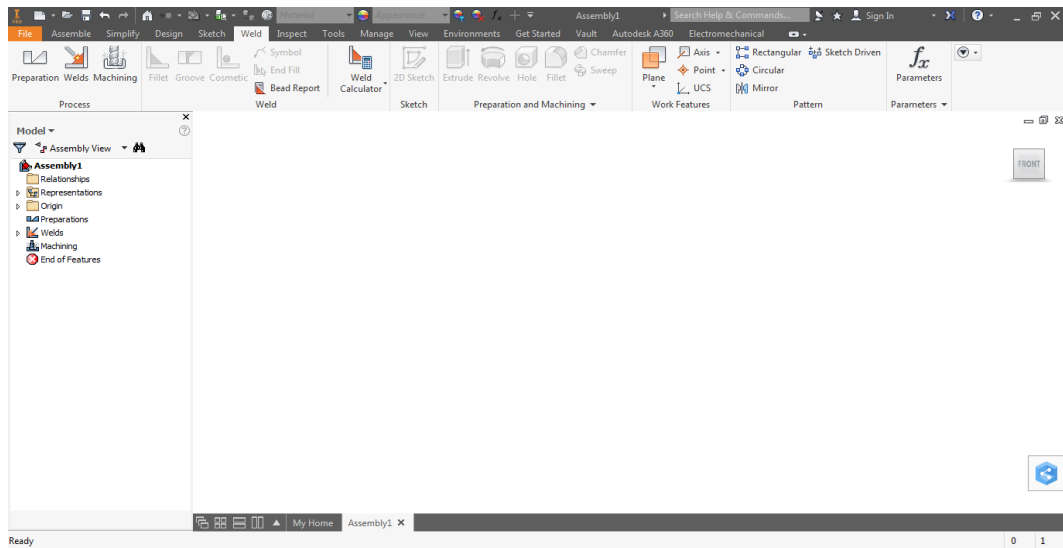 PRO Material Appearance Assembly1 Search Help & Commands... Sign In
File Assemble Simplify Design Sketch Weld Inspect Tools Manage View Environments Get Started Vault Autodesk A360 Electromechanical
Preparation Welds Machining
Process
Fillet Groove Cosmetic
Symbol
End Fill
Bead Report
Weld
Weld Calculator
2D Sketch
Sketch
Extrude Revolve Hole Fillet
Chamfer
Sweep
Preparation and Machining
Plane
Axis
Point
UCS
Work Features
Rectangular Sketch Driven
Circular
Mirror
Pattern
fx
Parameters
Parameters
Model
Assembly View
Assembly1
Relationships
Representations
Origin
Preparations
Welds
Machining
End of Features
FRONT
My Home Assembly1
Ready 0 1